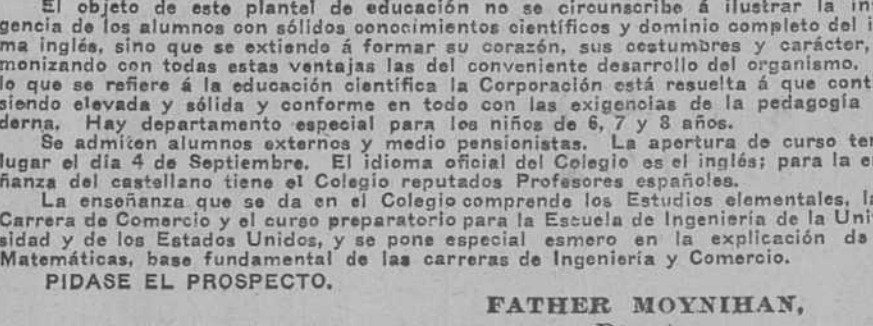 El objeto de este plantel de educación no se circunscribe á ilustrar la int
gencia de los alumnos con sólidos conocimientos científicos y dominio completo del i
ma inglés, sino que se extiende á formar su corazón, sus costumbres y carácter,
monizando con todas estas ventajas las del conveniente desarrollo del organismo.
lo que se refiere á la educación científica la Corporación está resuelta á que cont
siendo elevada y sólida y conforme en todo con las exigencias de la pedagogía
derna. Hay departamento especial para los niños de 6, 7 y 8 años.
Se admiten alumnos externos y medio pensionistas. La apertura de curso ten
lugar el día 4 de Septiembre. El idioma oficial del Colegio es el inglés; para la en
ñanza del castellano tiene el Colegio reputados Profesores españoles.
La enseñanza que se da en el Colegio comprende los Estudios elementales, la
Carrera de Comercio y el curso preparatorio para la Escuela de Ingeniería de la Univ
sidad y de los Estados Unidos, y se pone especial esmero en la explicación de
Matemáticas, base fundamental de las carreras de Ingeniería y Comercio.
PIDASE EL PROSPECTO.
FATHER MOYNIHAN,